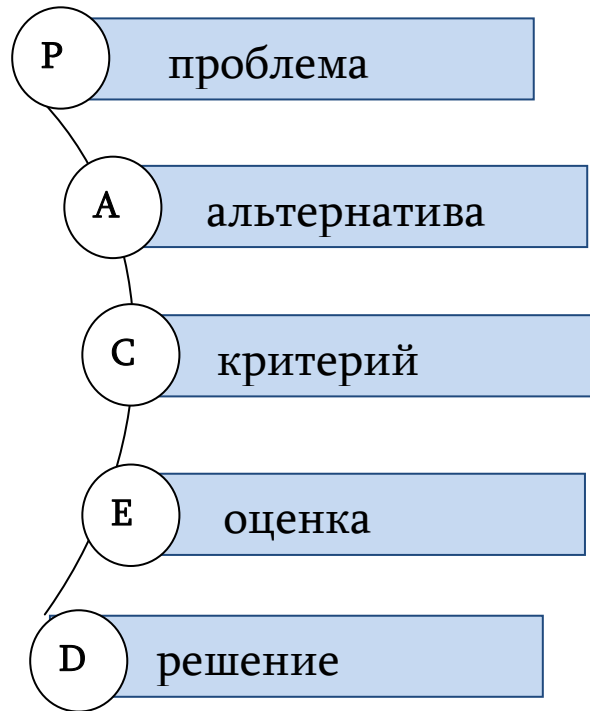 P проблема
A альтернатива
C критерий
E оценка
D решение